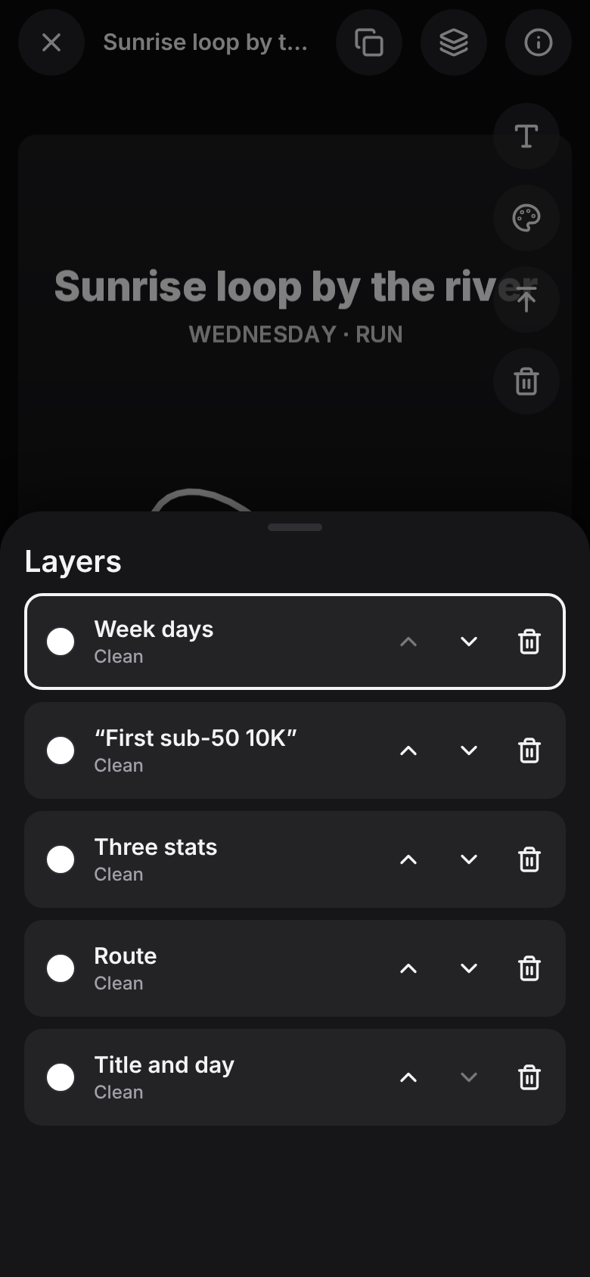 Sunrise loop by t...
Sunrise loop by the river
WEDNESDAY · RUN
Layers
Week days
Clean
“First sub-50 10K”
Clean
Three stats
Clean
Route
Clean
Title and day
Clean